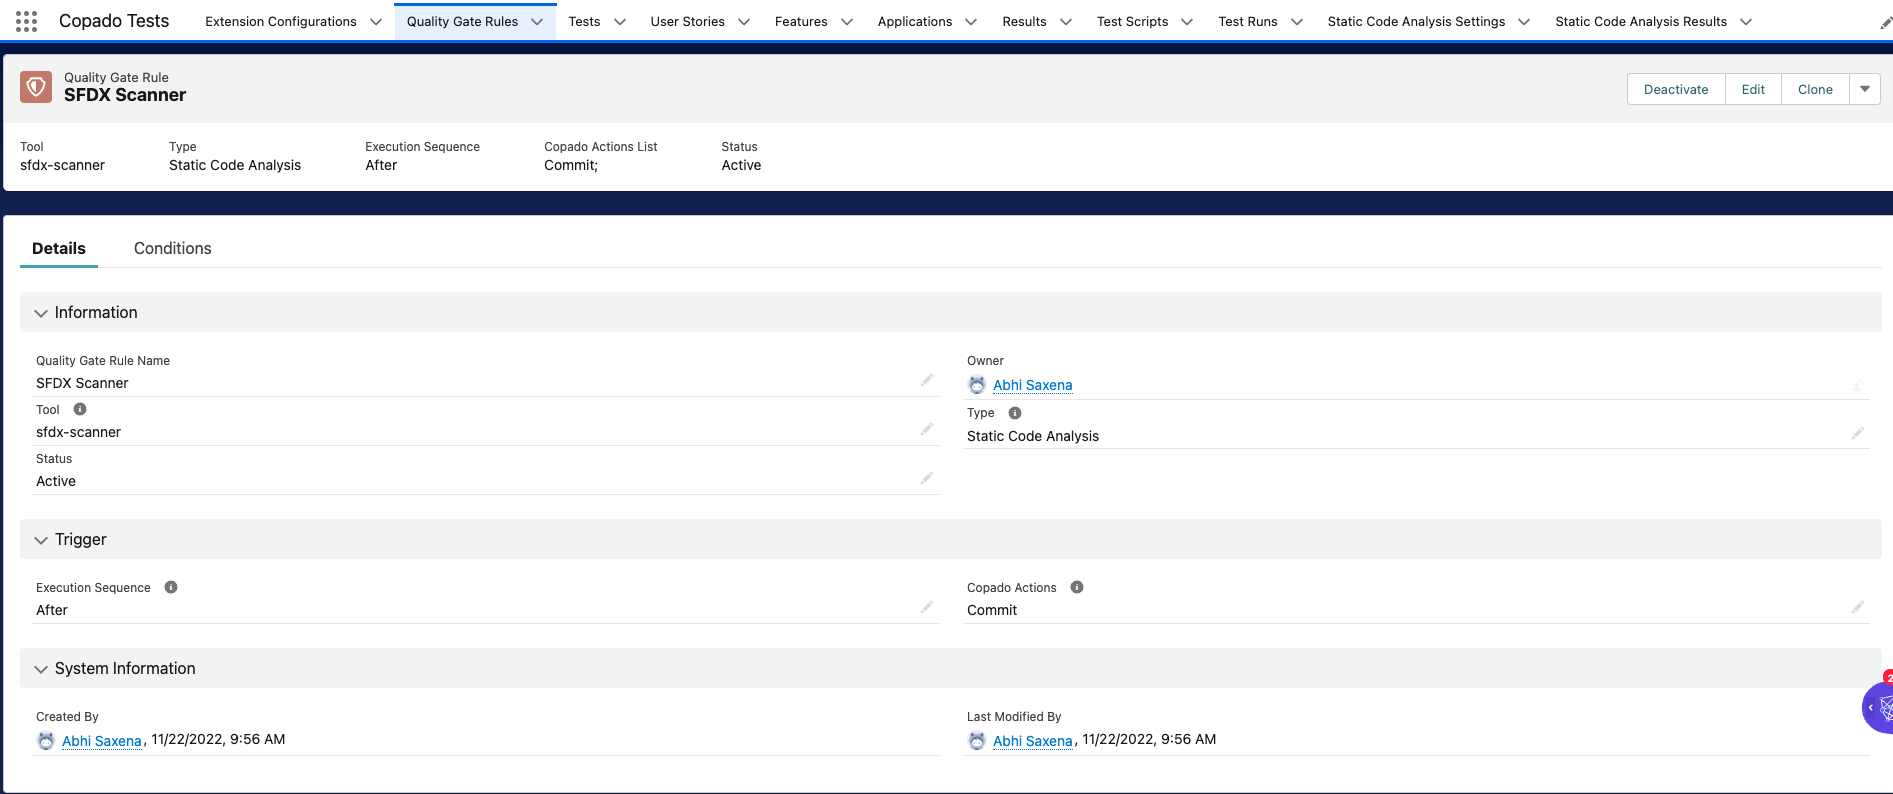 Copado Tests Extension Configurations Quality Gate Rules Tests User Stories Features Applications Results Test Scripts Test Runs Static Code Analysis Settings Static Code Analysis Results
Quality Gate Rule
SFDX Scanner
Deactivate Edit Clone
Tool Type Execution Sequence Copado Actions List Status
sfdx-scanner Static Code Analysis After Commit; Active
Details Conditions
Information
Quality Gate Rule Name Owner
SFDX Scanner Abhi Saxena
Tool Type
sfdx-scanner Static Code Analysis
Status
Active
Trigger
Execution Sequence Copado Actions
After Commit
System Information
2
Created By Last Modified By
Abhi Saxena, 11/22/2022, 9:56 AM Abhi Saxena, 11/22/2022, 9:56 AM